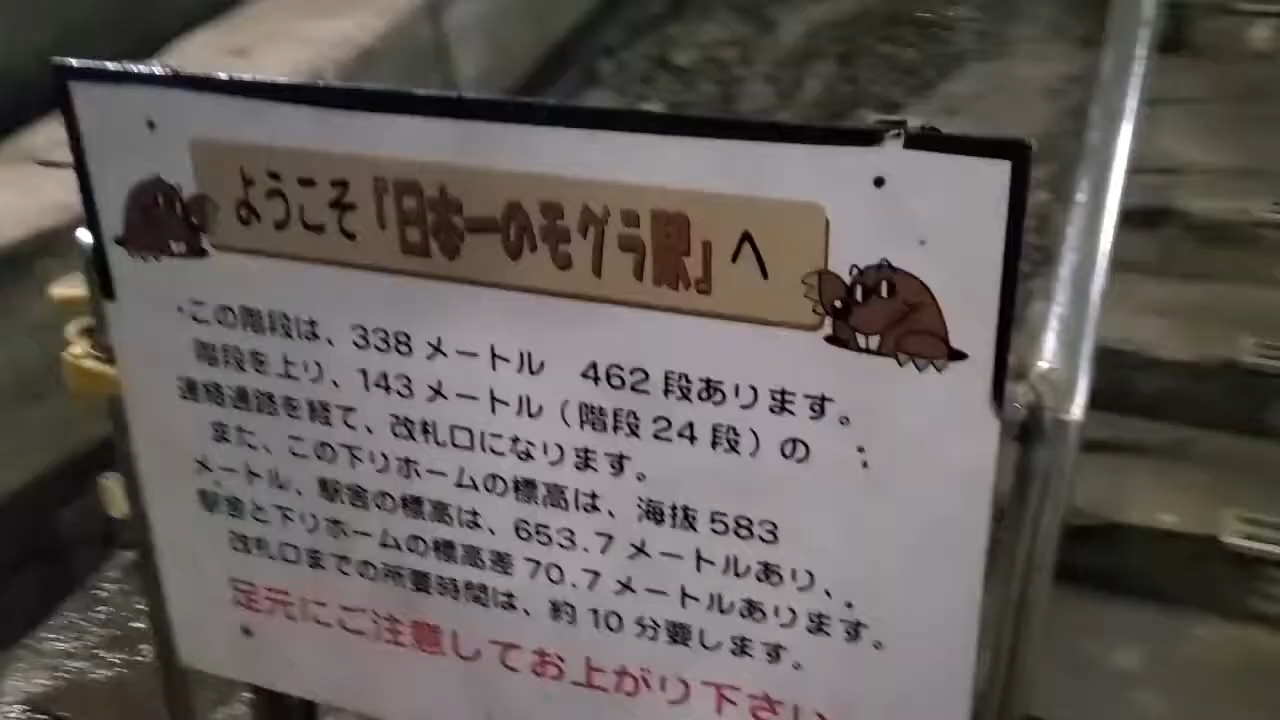 ようこそ『日本一のモグラ駅』へ
・この階段は、338メートル 462段あります。
階段を上り、143メートル(階段24段)の
連絡通路を経て、改札口になります。
また、この下りホームの標高は、海抜583
メートル、駅舎の標高は、653.7メートルあり、
駅舎と下りホームの標高差70.7メートルあります。
改札口までの所要時間は、約10分要します。
足元にご注意してお上がり下さい